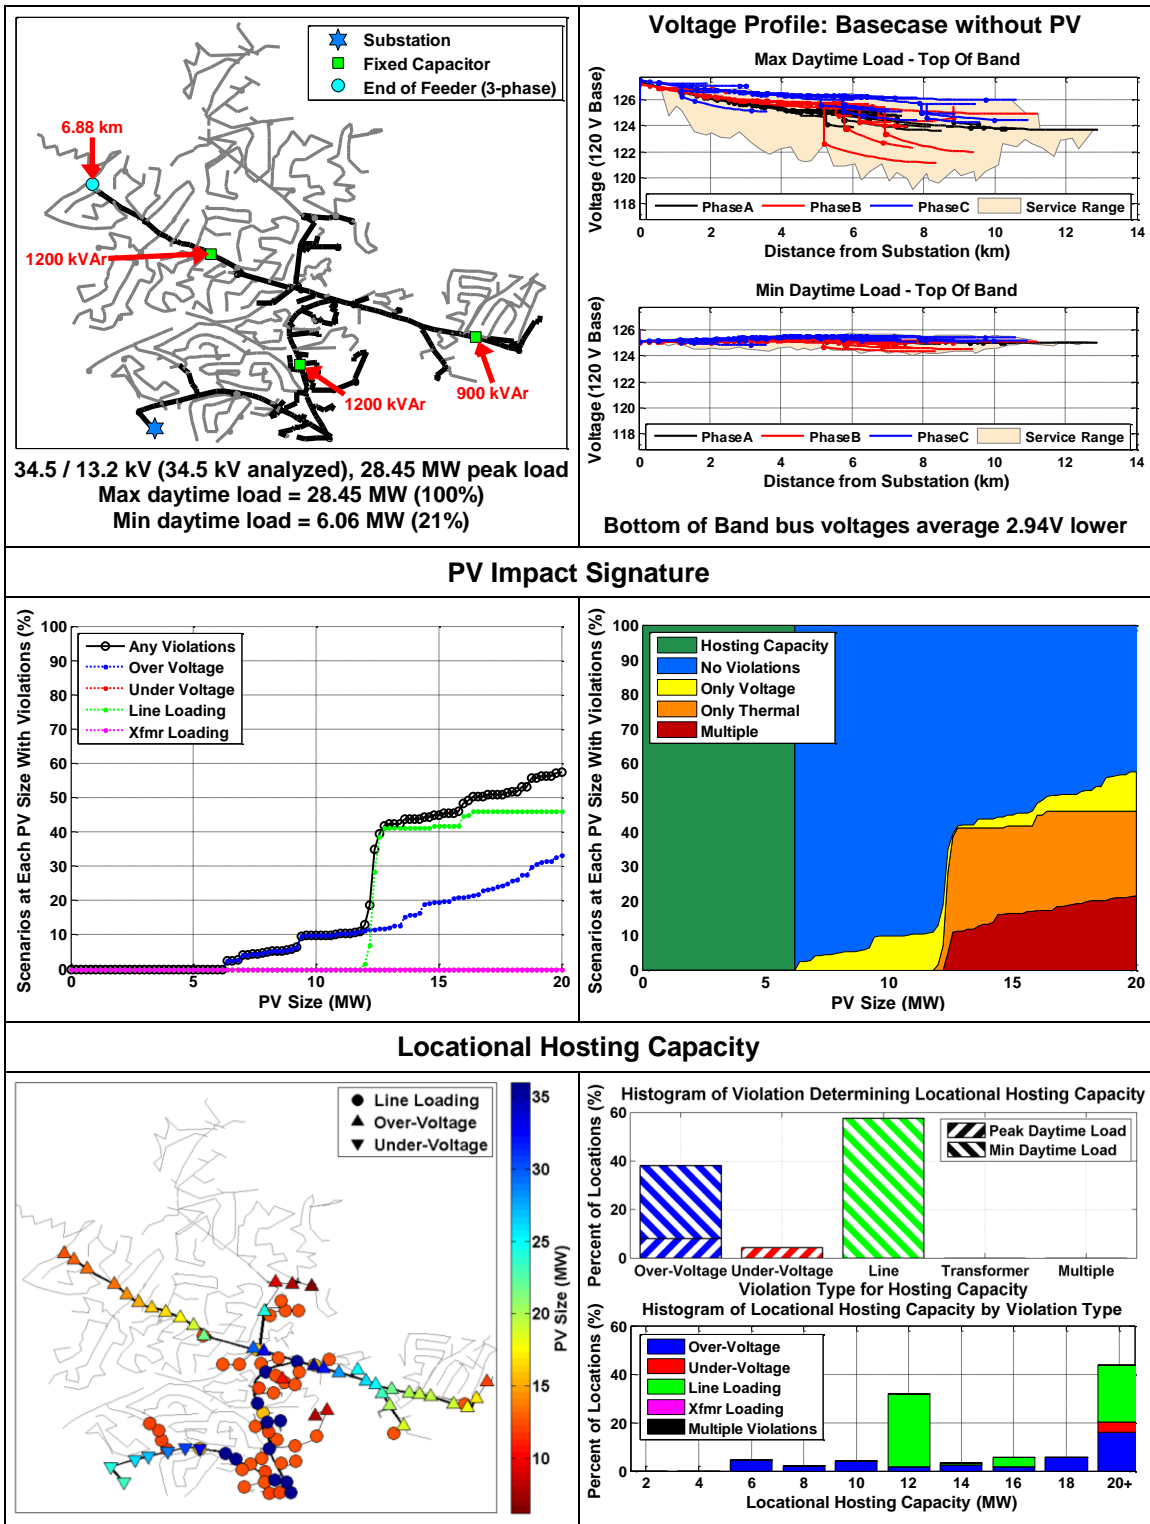 Substation
Fixed Capacitor
End of Feeder (3-phase)
6.88 km
1200 kVAr
1200 kVAr
900 kVAr
34.5 / 13.2 kV (34.5 kV analyzed), 28.45 MW peak load
Max daytime load = 28.45 MW (100%)
Min daytime load = 6.06 MW (21%)
Voltage Profile: Basecase without PV
Max Daytime Load - Top Of Band
Voltage (120 V Base)
126
124
122
120
118
PhaseA PhaseB PhaseC Service Range
0 2 4 6 8 10 12 14
Distance from Substation (km)
Min Daytime Load - Top Of Band
Voltage (120 V Base)
126
124
122
120
118
PhaseA PhaseB PhaseC Service Range
0 2 4 6 8 10 12 14
Distance from Substation (km)
Bottom of Band bus voltages average 2.94V lower
PV Impact Signature
Scenarios at Each PV Size With Violations (%)
100
90
80
70
60
50
40
30
20
10
0
Any Violations
Over Voltage
Under Voltage
Line Loading
Xfmr Loading
0 5 10 15 20
PV Size (MW)
Scenarios at Each PV Size With Violations (%)
100
90
80
70
60
50
40
30
20
10
0
Hosting Capacity
No Violations
Only Voltage
Only Thermal
Multiple
0 5 10 15 20
PV Size (MW)
Locational Hosting Capacity
Line Loading
Over-Voltage
Under-Voltage
35
30
25
20
15
10
PV Size (MW)
Histogram of Violation Determining Locational Hosting Capacity
Percent of Locations (%)
60
40
20
0
Peak Daytime Load
Min Daytime Load
Over-Voltage Under-Voltage Line Transformer Multiple
Violation Type for Hosting Capacity
Histogram of Locational Hosting Capacity by Violation Type
Percent of Locations (%)
60
40
20
0
Over-Voltage
Under-Voltage
Line Loading
Xfmr Loading
Multiple Violations
2 4 6 8 10 12 14 16 18 20+
Locational Hosting Capacity (MW)